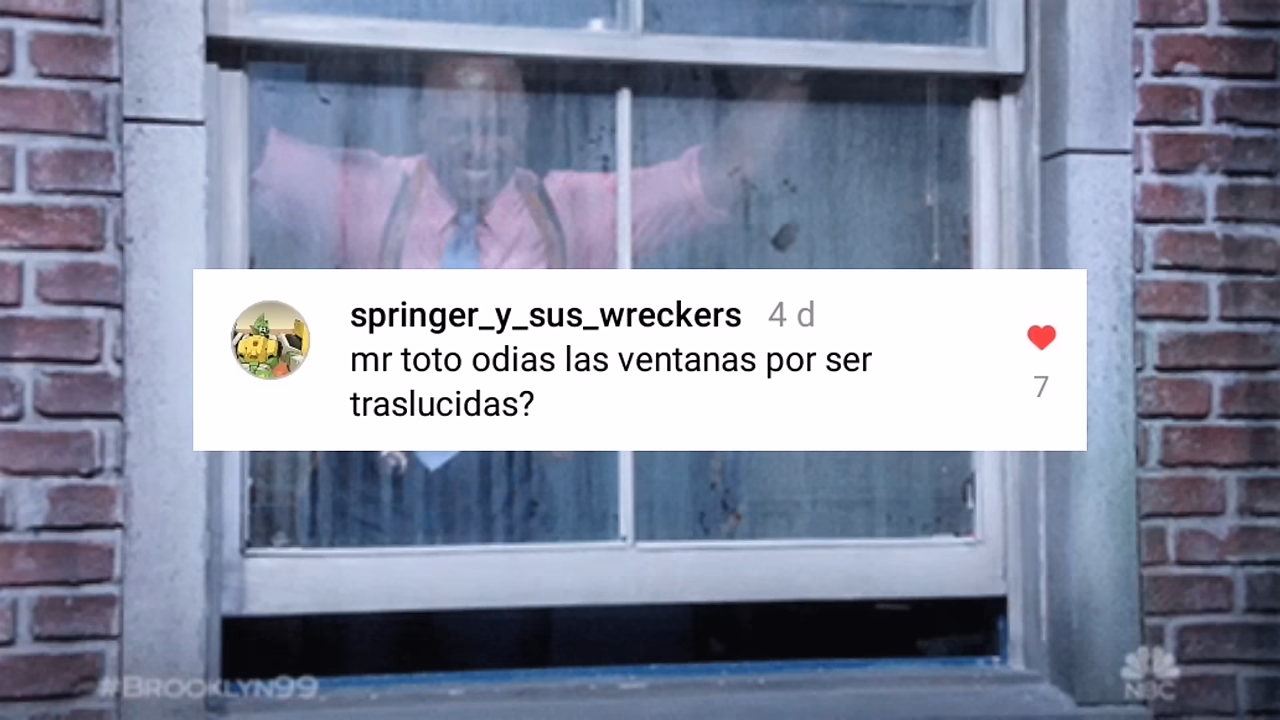 springer_y_sus_wreckers 4 d
mr toto odias las ventanas por ser
traslucidas?
7
#BROOKLYN99
NBC